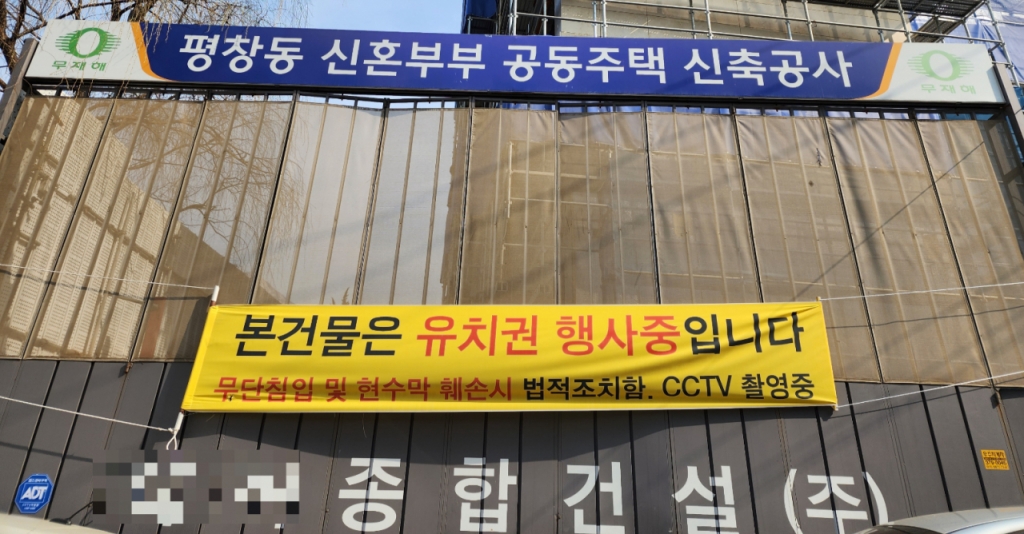 무재해
평창동 신혼부부 공동주택 신축공사
무재해
본건물은 유치권 행사중입니다
무단침입 및 현수막 훼손시 법적조치함. CCTV 촬영중
종합건설(주)
ADT